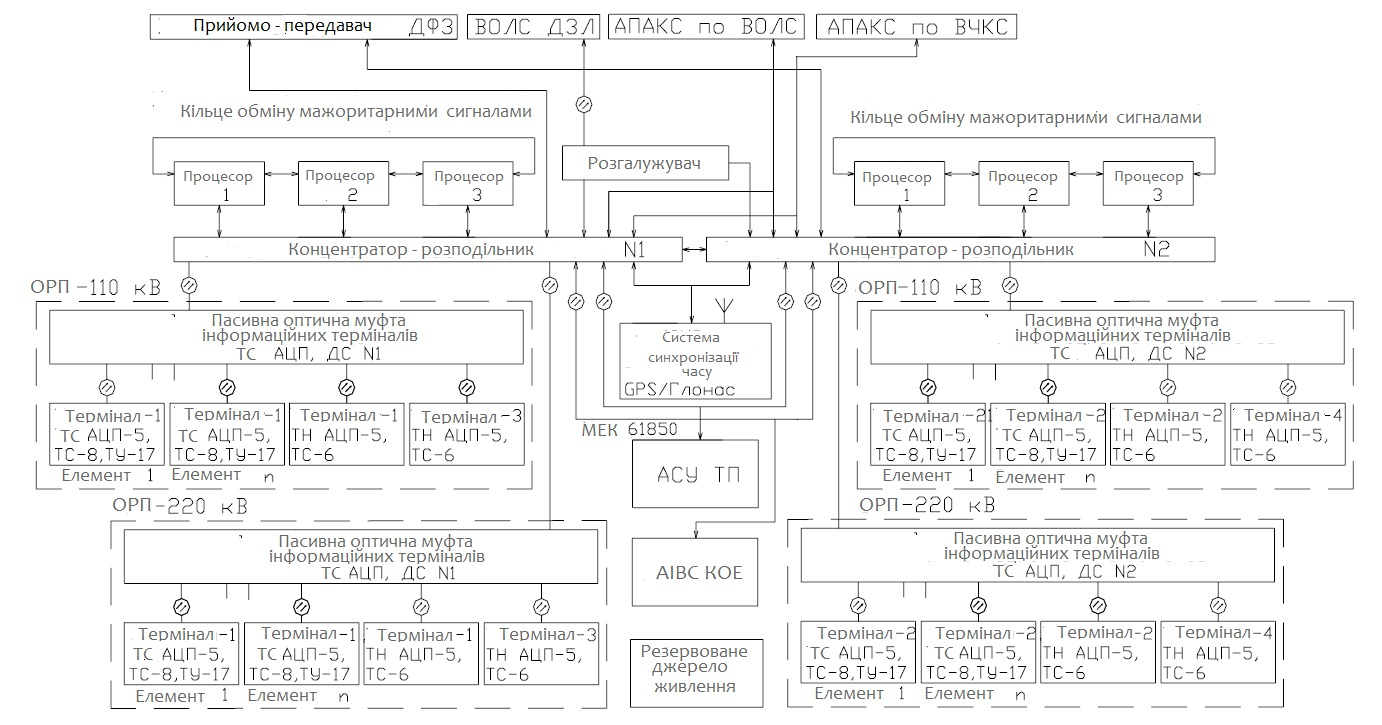 Прийомо - передавач ДФЗ
ВОЛС ДЗЛ
АПАКС по ВОЛС
АПАКС по ВЧКС
Кільце обміну мажоритарними сигналами
Процесор
1
Процесор
2
Процесор
3
Розгалужувач
Кільце обміну мажоритарними сигналами
Процесор
1
Процесор
2
Процесор
3
Концентратор - розподільник N1
Концентратор - розподільник N2
ОРП -110 кВ
Пасивна оптична муфта
інформаційних терміналів
ТС АЦП, ДС N1
Термінал-1
ТС АЦП-5,
ТС-8,ТУ-17
Термінал-1
ТС АЦП-5,
ТС-8,ТУ-17
Термінал-1
ТН АЦП-5,
ТС-6
Термінал-3
ТН АЦП-5,
ТС-6
Елемент 1
Елемент n
Система
синхронізації
часу
GPS/Глонас
МЕК 61850
АСУ ТП
АІВС КОЕ
Резервоване
джерело
живлення
ОРП-110 кВ
Пасивна оптична муфта
інформаційних терміналів
ТС АЦП, ДС N2
Термінал-21
ТС АЦП-5,
ТС-8,ТУ-17
Термінал-2
ТС АЦП-5,
ТС-8,ТУ-17
Термінал-2
ТН АЦП-5,
ТС-6
Термінал-4
ТН АЦП-5,
ТС-6
Елемент 1
Елемент n
ОРП-220 кВ
Пасивна оптична муфта
інформаційних терміналів
ТС АЦП, ДС N1
Термінал-1
ТС АЦП-5,
ТС-8,ТУ-17
Термінал-1
ТС АЦП-5,
ТС-8,ТУ-17
Термінал-1
ТН АЦП-5,
ТС-6
Термінал-3
ТН АЦП-5,
ТС-6
Елемент 1
Елемент n
ОРП-220 кВ
Пасивна оптична муфта
інформаційних терміналів
ТС АЦП, ДС N2
Термінал-2
ТС АЦП-5,
ТС-8,ТУ-17
Термінал-2
ТС АЦП-5,
ТС-8,ТУ-17
Термінал-2
ТН АЦП-5,
ТС-6
Термінал-4
ТН АЦП-5,
ТС-6
Елемент 1
Елемент n